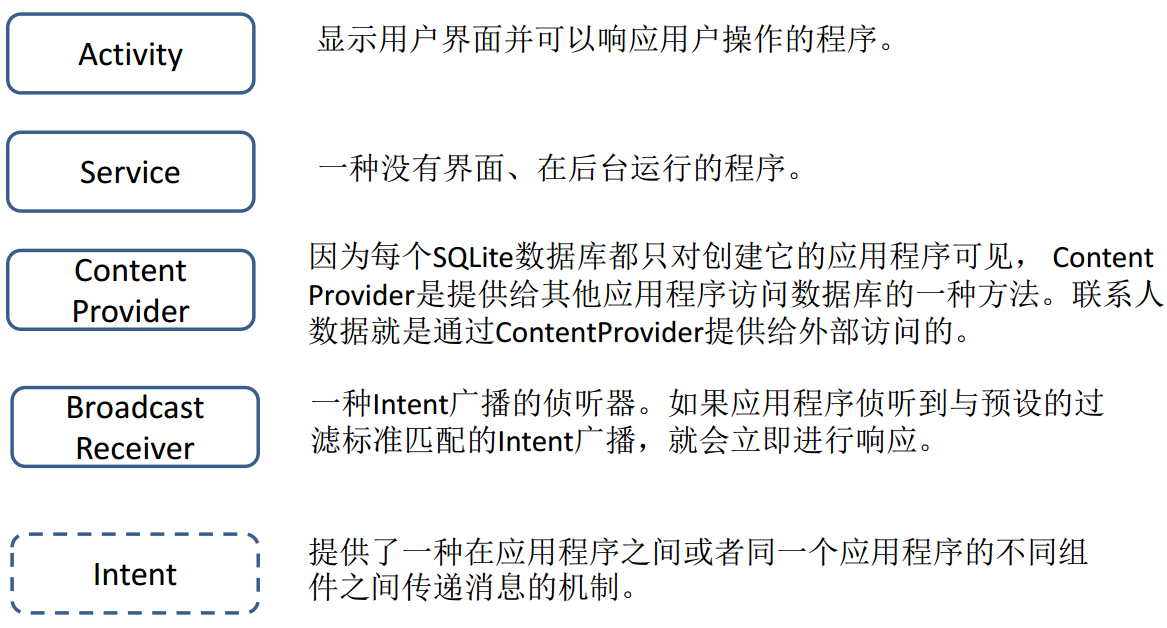 Activity
显示用户界面并可以响应用户操作的程序。
Service
一种没有界面、在后台运行的程序。
Content
Provider
因为每个SQLite数据库都只对创建它的应用程序可见， Content
Provider是提供给其他应用程序访问数据库的一种方法。联系人
数据就是通过ContentProvider提供给外部访问的。
Broadcast
Receiver
一种Intent广播的侦听器。如果应用程序侦听到与预设的过
滤标准匹配的Intent广播，就会立即进行响应。
Intent
提供了一种在应用程序之间或者同一个应用程序的不同组
件之间传递消息的机制。